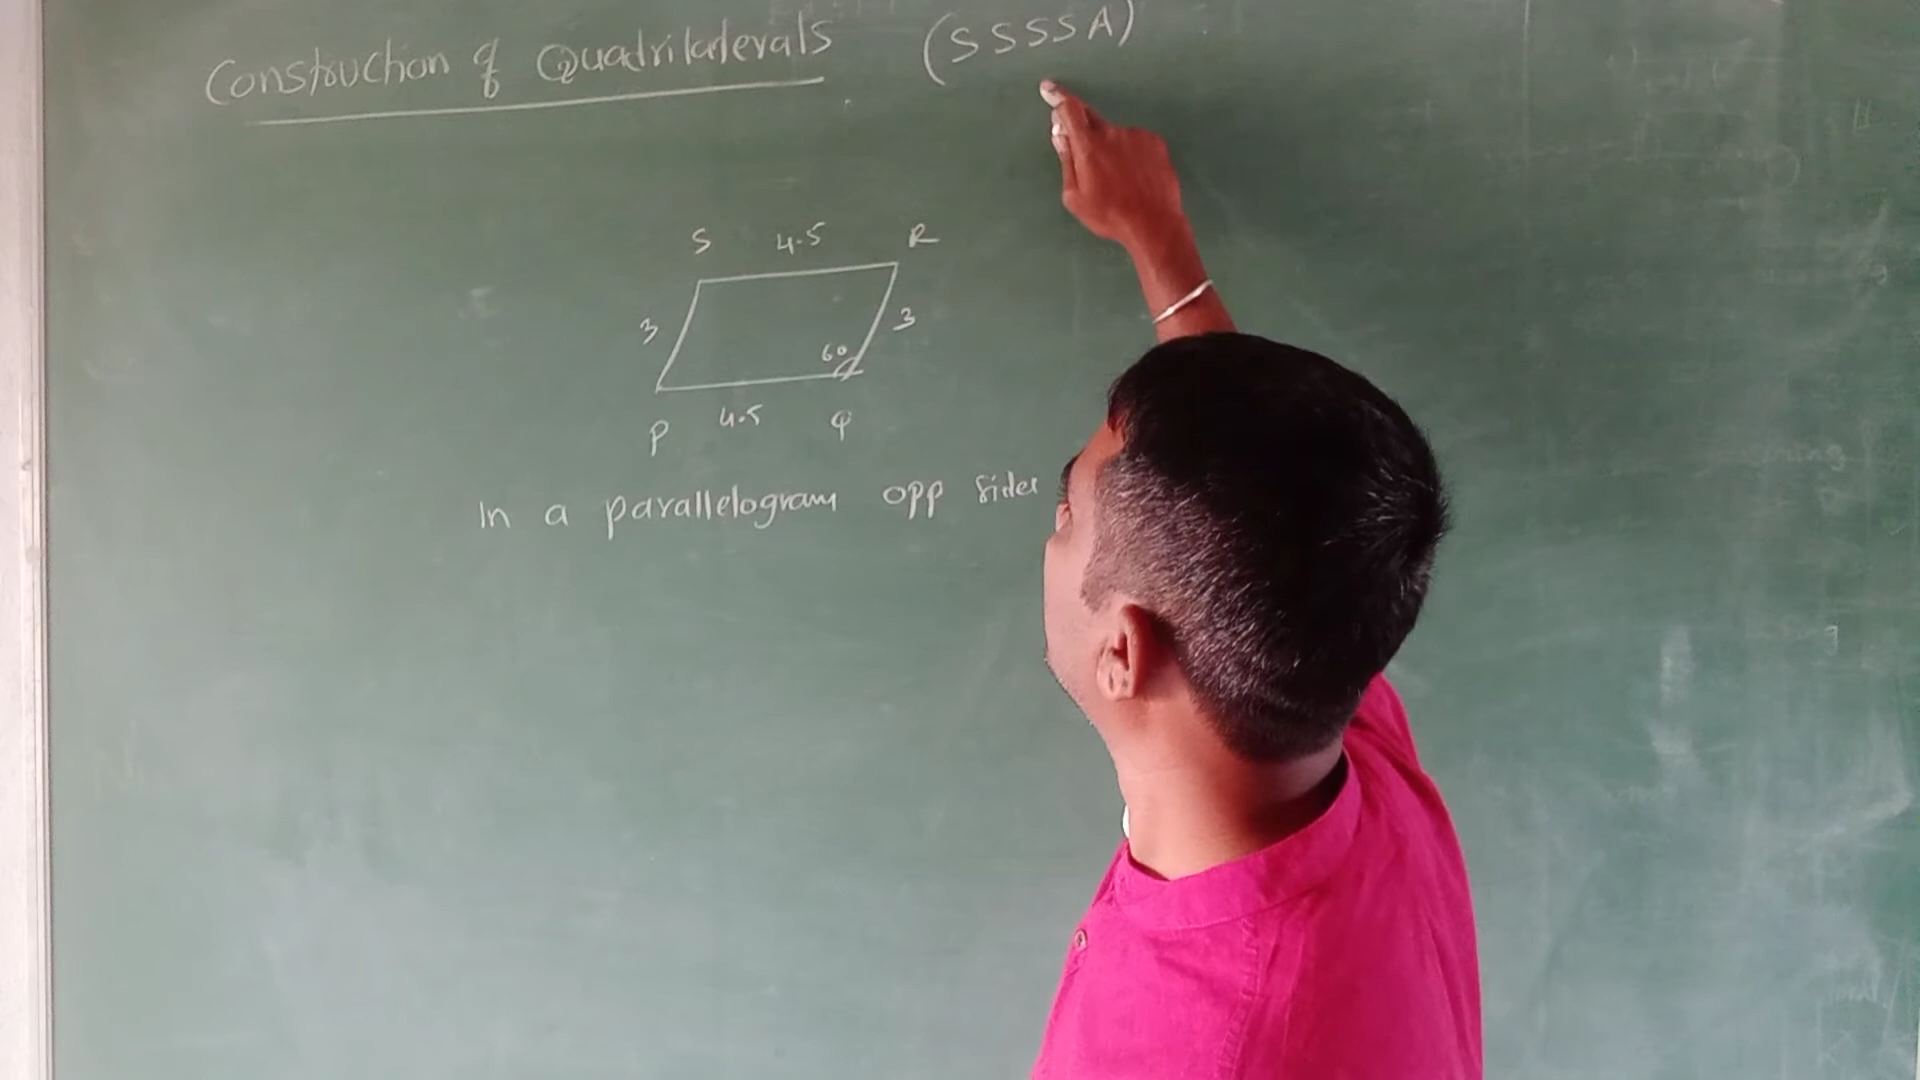 Construction of Quadrilaterals (SSSSA)
S 4.5 R
3 3
60
P 4.5 Q
In a parallelogram opp sides